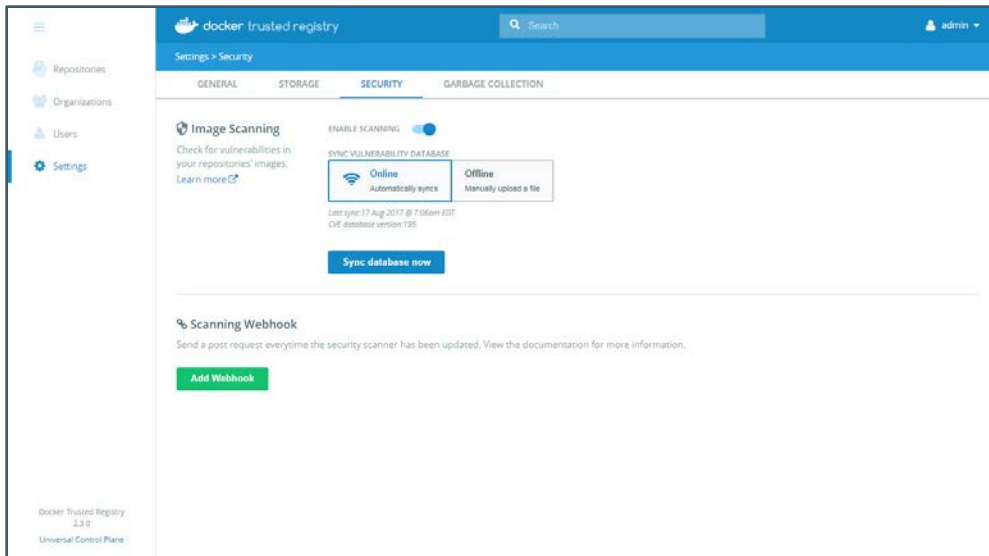 docker trusted registry
Search
admin
Settings > Security
Repositories
Organizations
Users
Settings
GENERAL
STORAGE
SECURITY
GARBAGE COLLECTION
Image Scanning
Check for vulnerabilities in
your repositories' images.
Learn more
ENABLE SCANNING
SYNC VULNERABILITY DATABASE
Online
Automatically syncs
Offline
Manually upload a file
Last sync:17 Aug 2017 @ 7:06am EDT
CVE database version:195
Sync database now
Scanning Webhook
Send a post request everytime the security scanner has been updated. View the documentation for more information.
Add Webhook
Docker Trusted Registry
2.3.0
Universal Control Plane